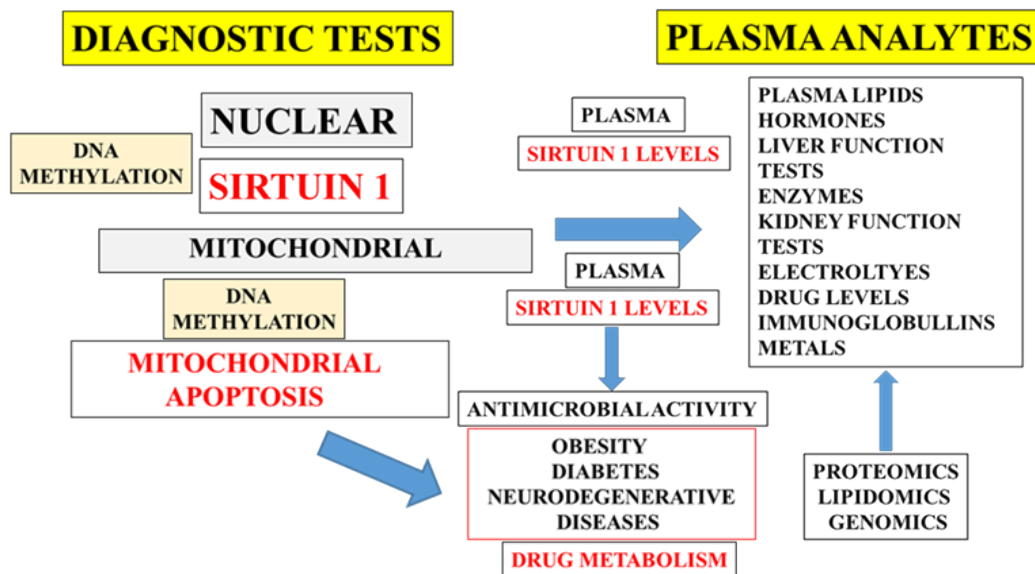 DIAGNOSTIC TESTS
PLASMA ANALYTES
NUCLEAR
DNA
METHYLATION
SIRTUIN 1
MITOCHONDRIAL
DNA
METHYLATION
MITOCHONDRIAL
APOPTOSIS
PLASMA
SIRTUIN 1 LEVELS
PLASMA
SIRTUIN 1 LEVELS
ANTIMICROBIAL ACTIVITY
OBESITY
DIABETES
NEURODEGENERATIVE
DISEASES
DRUG METABOLISM
PLASMA LIPIDS
HORMONES
LIVER FUNCTION
TESTS
ENZYMES
KIDNEY FUNCTION
TESTS
ELECTROLTYES
DRUG LEVELS
IMMUNOGLOBULLINS
METALS
PROTEOMICS
LIPIDOMICS
GENOMICS